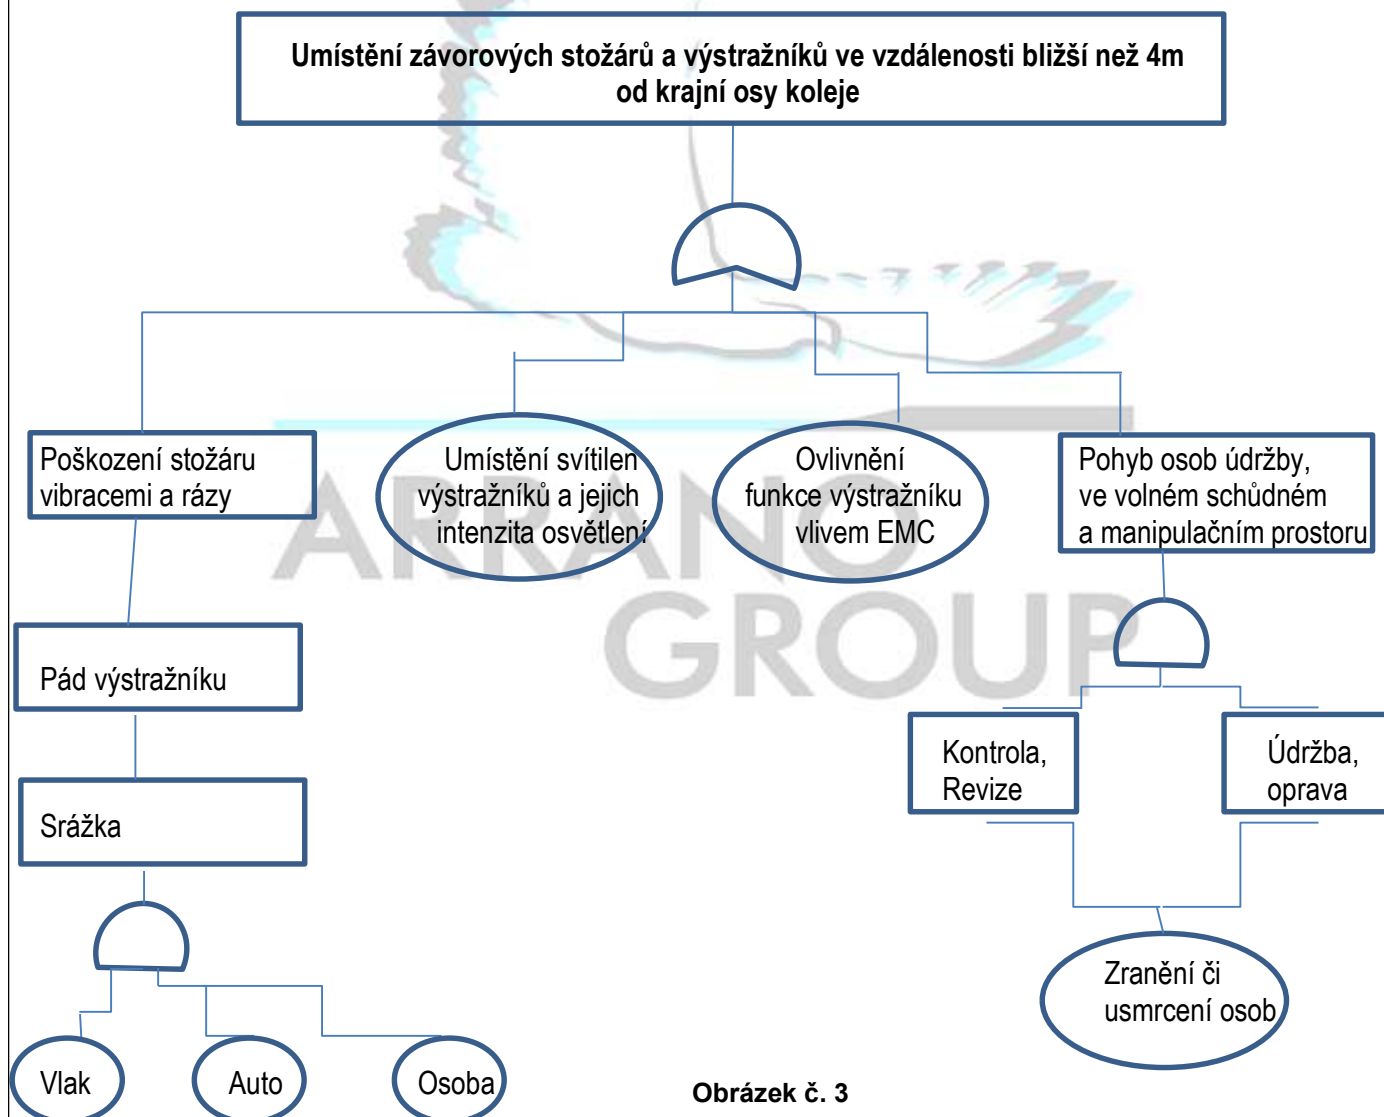 Umístění závorových stožárů a výstražníků ve vzdálenosti bližší než 4m
od krajní osy koleje
Poškození stožáru
vibracemi a rázy
Umístění svítilen
výstražníků a jejich
intenzita osvětlení
Ovlivnění
funkce výstražníku
vlivem EMC
Pohyb osob údržby,
ve volném schůdném
a manipulačním prostoru
ARRANO
GROUP
Pád výstražníku
Kontrola,
Revize
Údržba,
oprava
Srážka
Zranění či
usmrcení osob
Vlak
Auto
Osoba
Obrázek č. 3